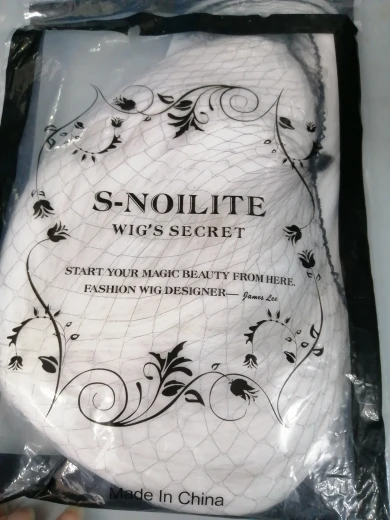 S-NOILITE
WIG'S SECRET
START YOUR MAGIC BEAUTY FROM HERE.
FASHION WIG DESIGNER— James Lee
Made In China